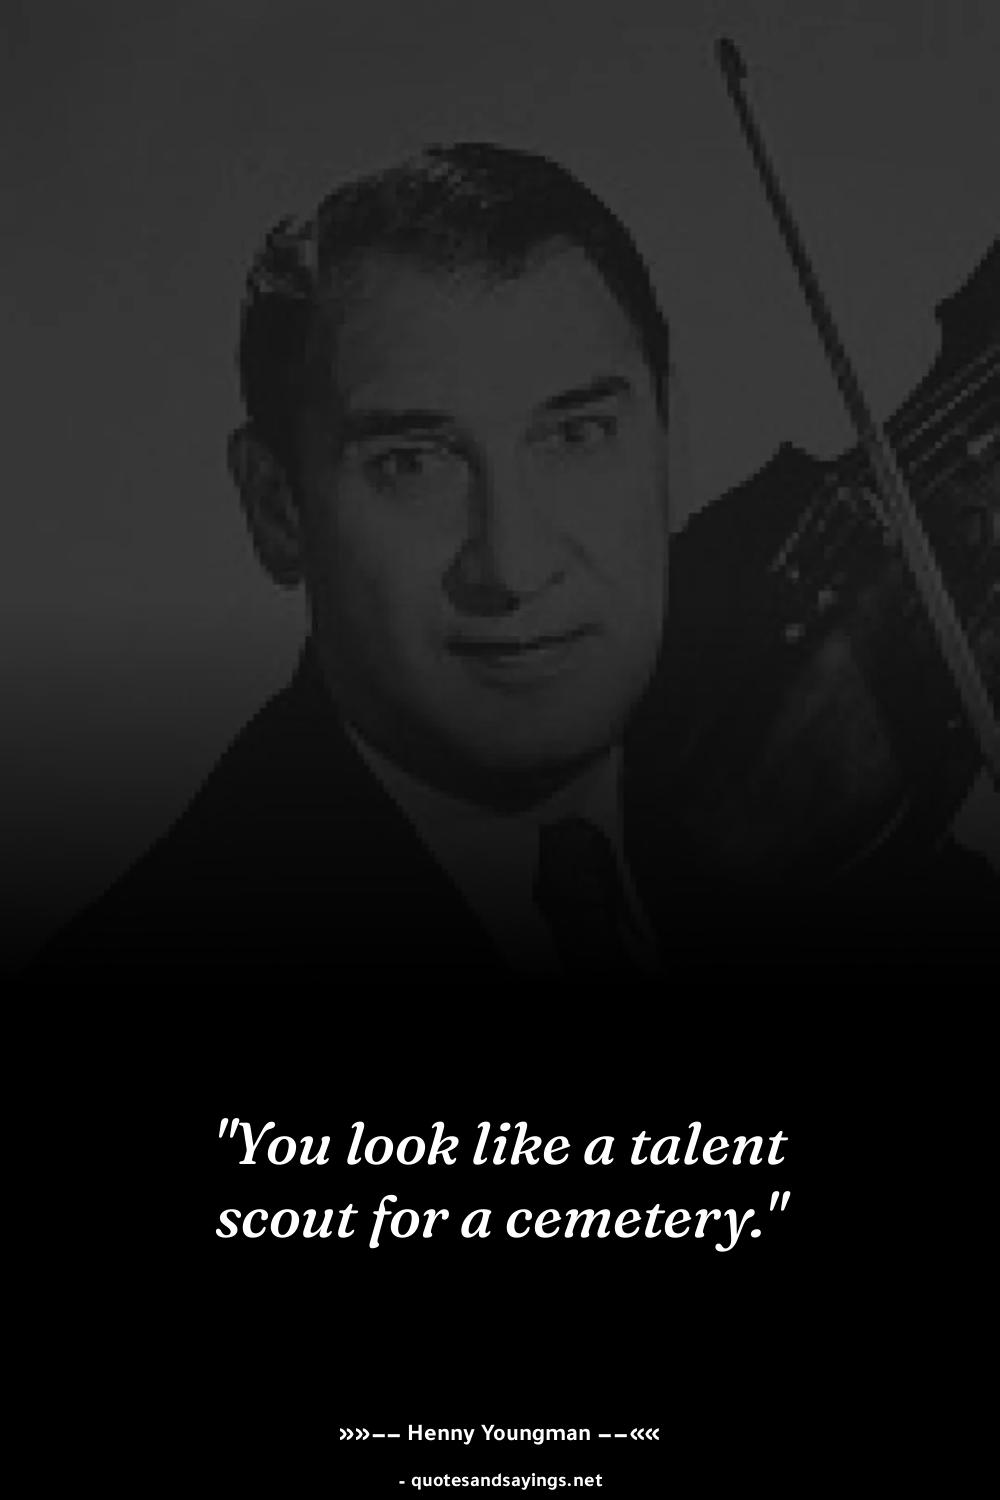 "You look like a talent
scout for a cemetery."
»»–– Henny Youngman ––««
- quotesandsayings.net